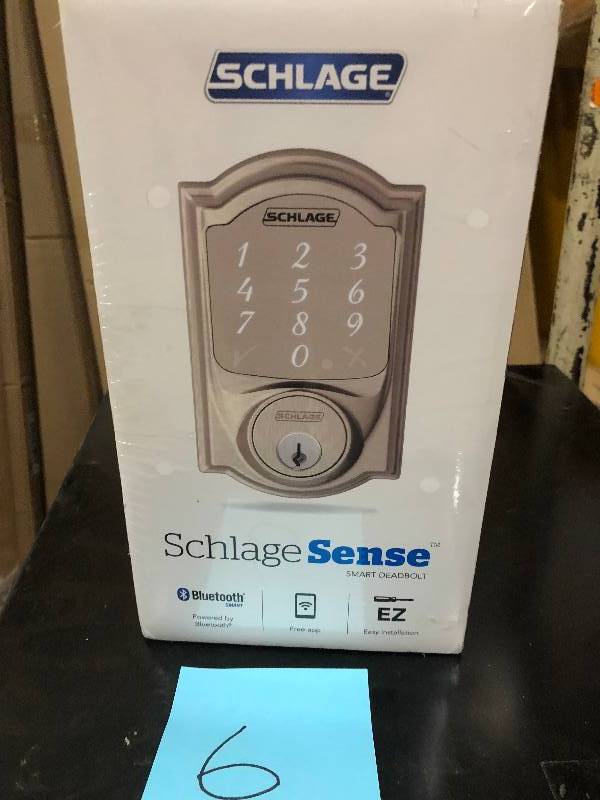 SCHLAGE
SCHLAGE
1 2 3
4 5 6
7 8 9
0
SCHLAGE
Schlage Sense™
SMART DEADBOLT
Bluetooth
SMART
Powered by
Bluetooth®
Free app
EZ
Easy installation
6